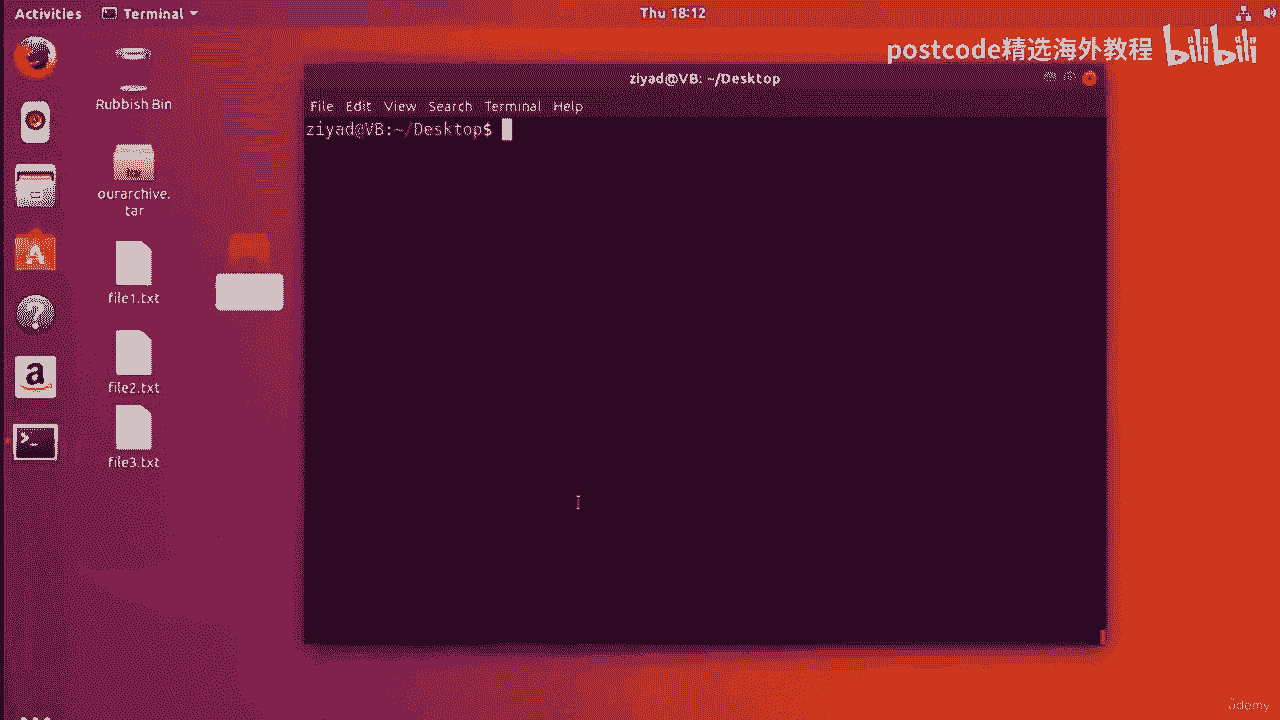 Activities
Terminal
Thu 18:12
postcode精选海外教程 bilibili
Rubbish Bin
ourarchive.
tar
file1.txt
file2.txt
file3.txt
ziyad@VB: ~/Desktop
File Edit View Search Terminal Help
ziyad@VB:~/Desktop$
ûdemy